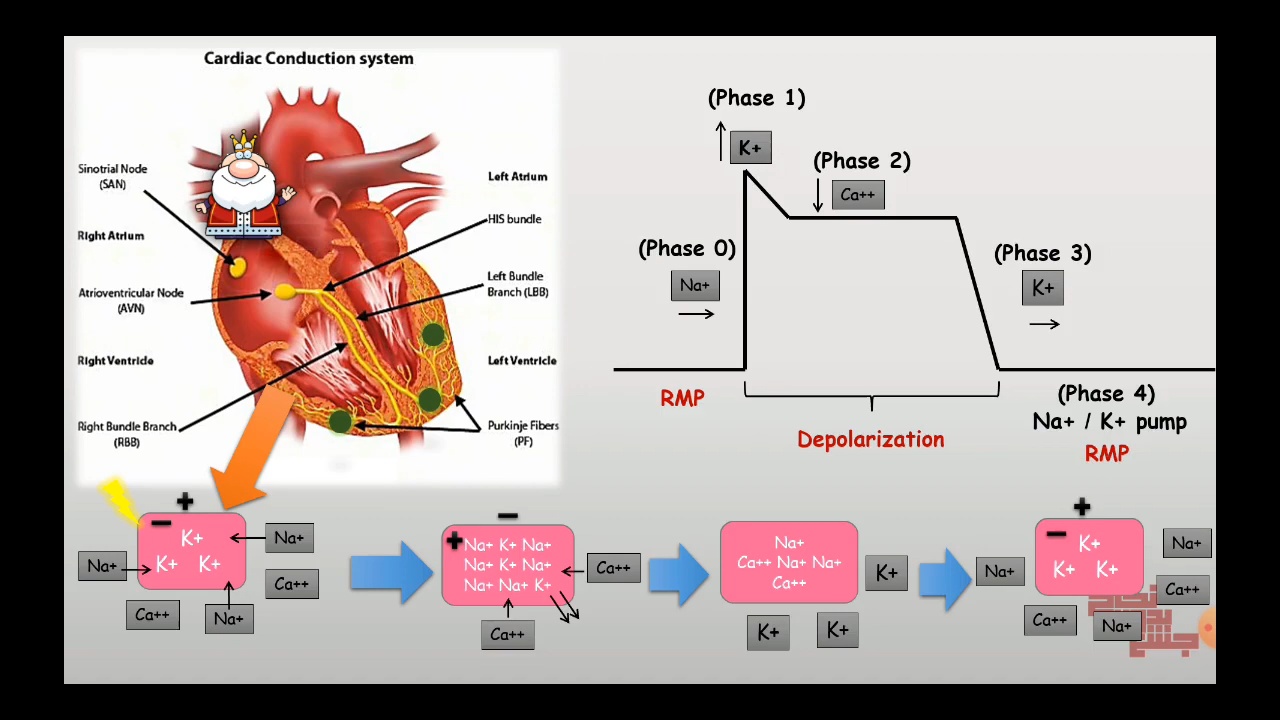 Cardiac Conduction system
Sinotrial Node
(SAN)
Right Atrium
Atrioventricular Node
(AVN)
Right Ventricle
Right Bundle Branch
(RBB)
Left Atrium
HIS bundle
Left Bundle
Branch (LBB)
Left Ventricle
Purkinje Fibers
(PF)
(Phase 1)
K+
(Phase 2)
Ca++
(Phase 0)
Na+
(Phase 3)
K+
RMP
Depolarization
(Phase 4)
Na+ / K+ pump
RMP
+
−
K+
K+ K+
Na+
Na+
Ca++
Ca++
Na+
−
+
Na+ K+ Na+
Na+ K+ Na+
Na+ Na+ K+
Ca++
Ca++
Na+
Ca++ Na+ Na+
Ca++
K+
K+
K+
+
−
K+
K+ K+
Na+
Na+
Ca++
Ca++
Na+